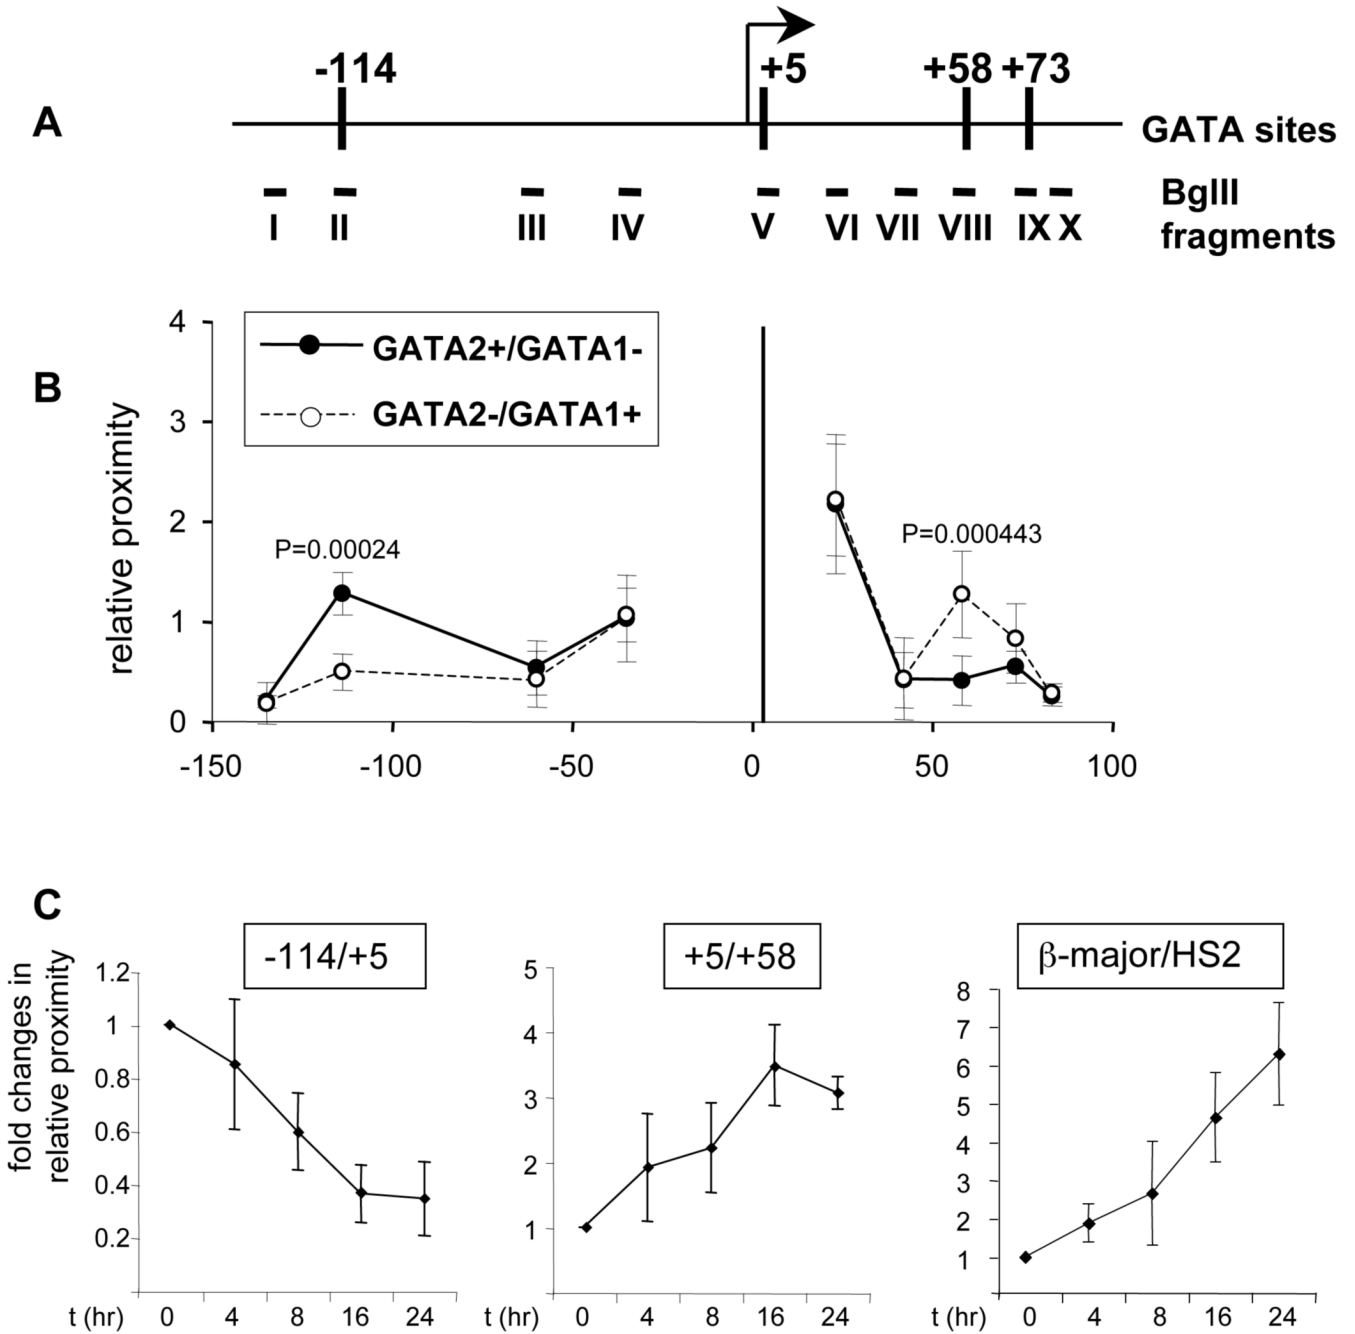 A
-114
+5
+58
+73
GATA sites
BglII
fragments
I II III IV V VI VII VIII IX X
B
relative proximity
4
3
2
1
0
GATA2+/GATA1-
GATA2-/GATA1+
P=0.00024
P=0.000443
-150 -100 -50 0 50 100
C
fold changes in
relative proximity
-114/+5
1.2
1
0.8
0.6
0.4
0.2
t (hr) 0 4 8 16 24
+5/+58
5
4
3
2
1
t (hr) 0 4 8 16 24
β-major/HS2
8
7
6
5
4
3
2
1
t (hr) 0 4 8 16 24